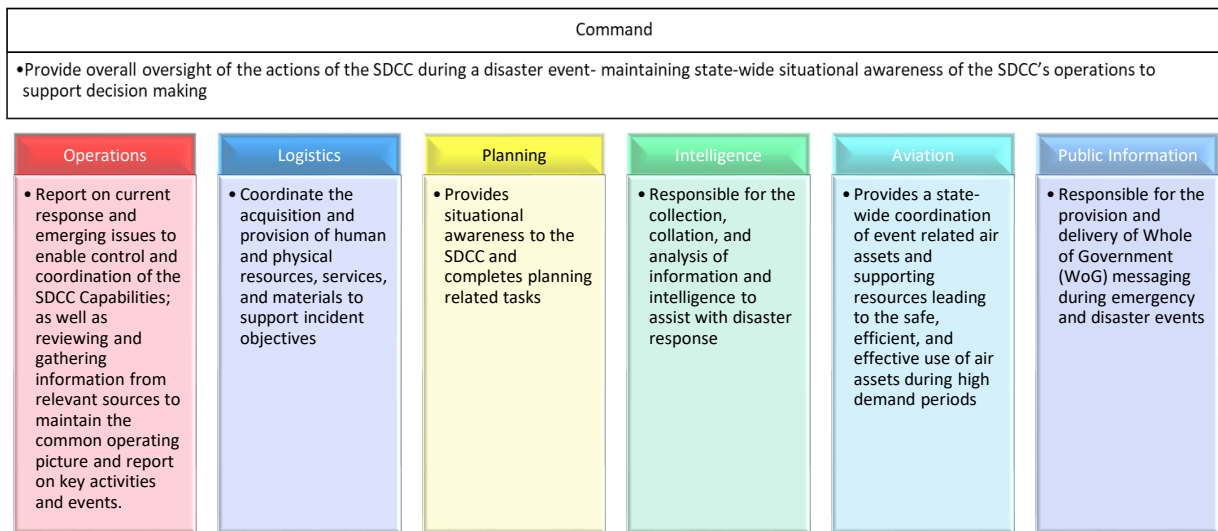 Command
•Provide overall oversight of the actions of the SDCC during a disaster event- maintaining state-wide situational awareness of the SDCC's operations to
support decision making
Operations
• Report on current
response and
emerging issues to
enable control and
coordination of the
SDCC Capabilities;
as well as
reviewing and
gathering
information from
relevant sources to
maintain the
common operating
picture and report
on key activities
and events.
Logistics
• Coordinate the
acquisition and
provision of human
and physical
resources, services,
and materials to
support incident
objectives
Planning
• Provides
situational
awareness to the
SDCC and
completes planning
related tasks
Intelligence
• Responsible for the
collection,
collation, and
analysis of
information and
intelligence to
assist with disaster
response
Aviation
• Provides a state-
wide coordination
of event related air
assets and
supporting
resources leading
to the safe,
efficient, and
effective use of air
assets during high
demand periods
Public Information
• Responsible for the
provision and
delivery of Whole
of Government
(WoG) messaging
during emergency
and disaster events